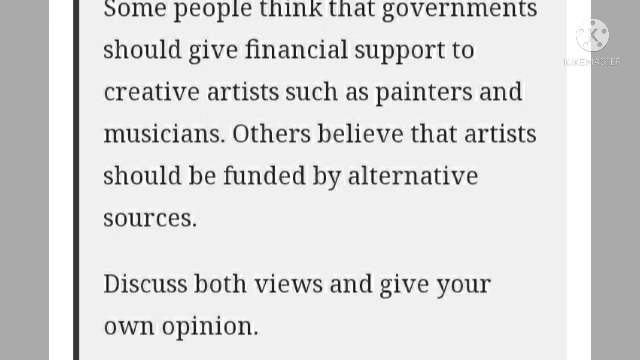 Some people think that governments
should give financial support to
creative artists such as painters and
musicians. Others believe that artists
should be funded by alternative
sources.
Discuss both views and give your
own opinion.
KINEMASTER